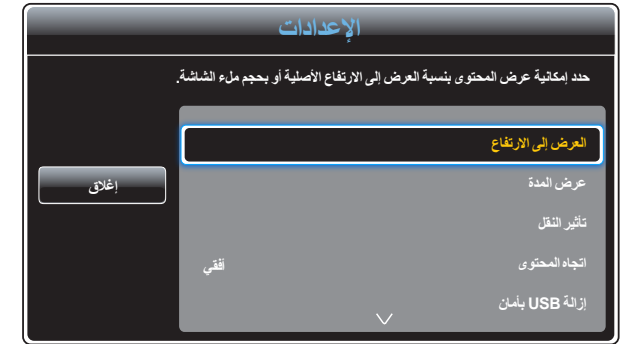 الإعدادات
حدد إمكانية عرض المحتوى بنسبة العرض إلى الارتفاع الأصلية أو بحجم ملء الشاشة.
العرض إلى الارتفاع
عرض المدة
تأثير النقل
اتجاه المحتوى أفقي
إزالة USB بأمان
إغلاق